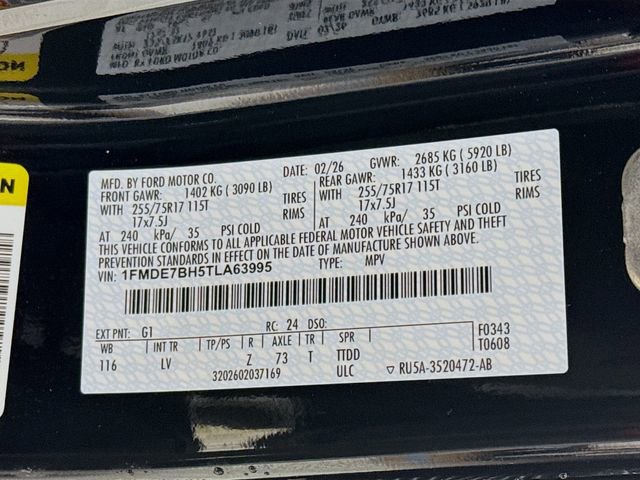 MFD. BY FORD MOTOR CO. DATE: 02/26 GVWR: 2685 KG ( 5920 LB)
FRONT GAWR: 1402 KG ( 3090 LB) REAR GAWR: 1433 KG ( 3160 LB)
WITH 255/75R17 115T TIRES WITH 255/75R17 115T TIRES
17x7.5J RIMS 17x7.5J RIMS
AT 240 kPa/ 35 PSI COLD AT 240 kPa/ 35 PSI COLD
THIS VEHICLE CONFORMS TO ALL APPLICABLE FEDERAL MOTOR VEHICLE SAFETY AND THEFT
PREVENTION STANDARDS IN EFFECT ON THE DATE OF MANUFACTURE SHOWN ABOVE.
VIN: 1FMDE7BH5TLA63995 TYPE: MPV
EXT PNT: G1 RC: 24 DSO: F0343
WB INT TR TP/PS R AXLE TR SPR T0608
116 LV Z 73 T TTDD
3202602037169 ULC ▽ RU5A-3520472-AB